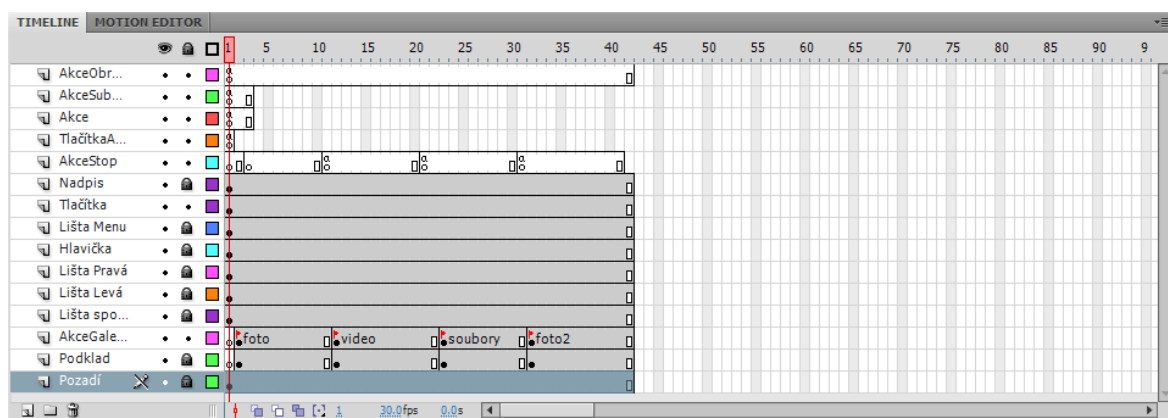 TIMELINE MOTION EDITOR
1 5 10 15 20 25 30 35 40 45 50 55 60 65 70 75 80 85 90 9
AkceObr...
AkceSub...
Akce
TlačítkaA...
AkceStop
Nadpis
Tlačítka
Lišta Menu
Hlavička
Lišta Pravá
Lišta Levá
Lišta spo...
AkceGale... foto video soubory foto2
Podklad
Pozadí
1 30.0fps 0.0s